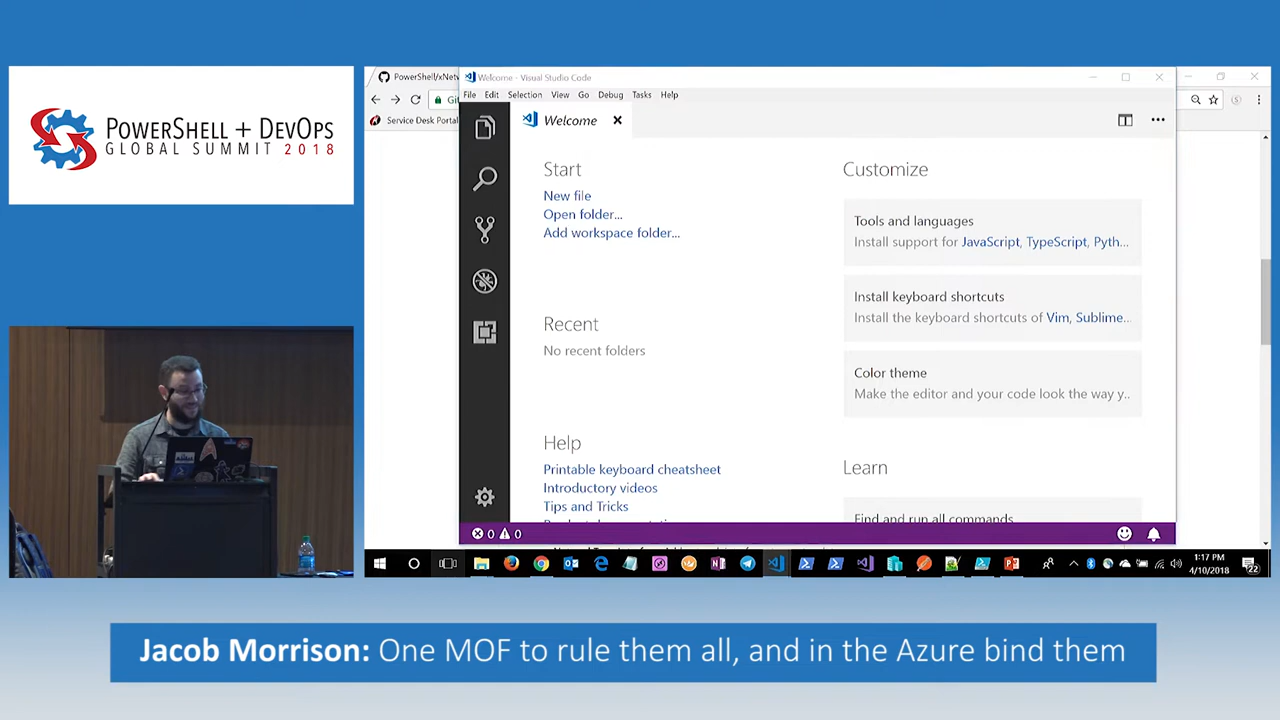 POWERSHELL + DEVOPS
GLOBAL SUMMIT 2018
PowerShell/xNetw
Welcome - Visual Studio Code
File Edit Selection View Go Debug Tasks Help
Service Desk Portal
Welcome
Start
New file
Open folder...
Add workspace folder...
Recent
No recent folders
Help
Printable keyboard cheatsheet
Introductory videos
Tips and Tricks
Customize
Tools and languages
Install support for JavaScript, TypeScript, Pyth...
Install keyboard shortcuts
Install the keyboard shortcuts of Vim, Sublime...
Color theme
Make the editor and your code look the way y...
Learn
Find and run all commands
0 0
1:17 PM
4/10/2018
22
Jacob Morrison: One MOF to rule them all, and in the Azure bind them